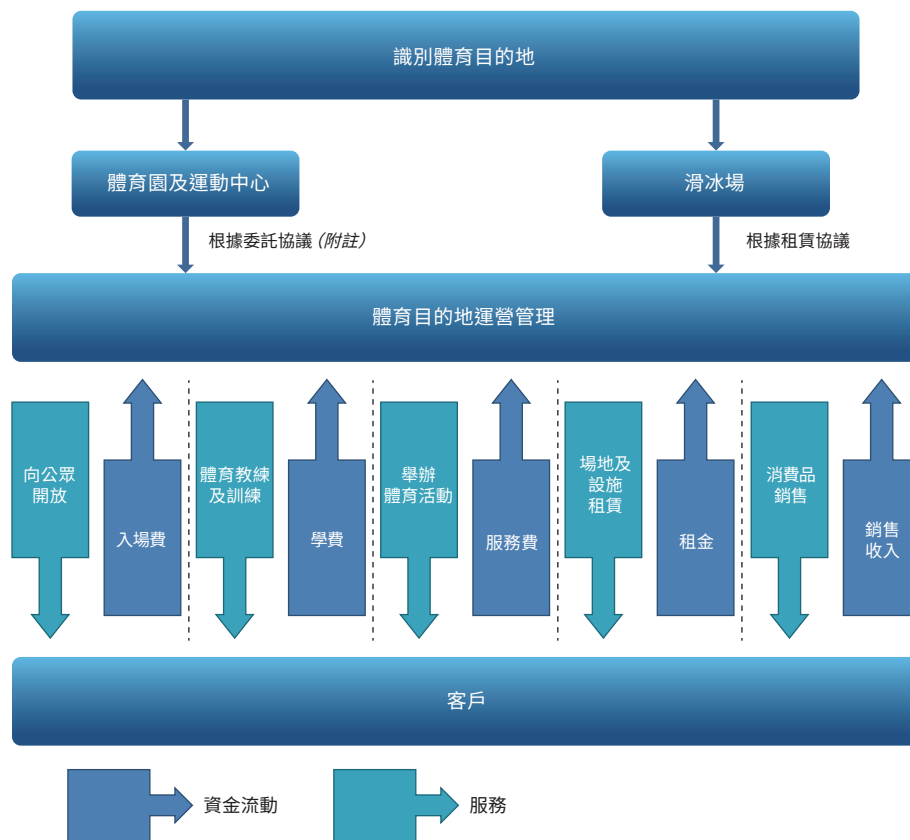 識別體育目的地
體育園及運動中心
滑冰場
根據委託協議（附註）
根據租賃協議
體育目的地運營管理
向公眾
開放
入場費
體育教練
及訓練
學費
舉辦
體育活動
服務費
場地及
設施
租賃
租金
消費品
銷售
銷售
收入
客戶
資金流動
服務